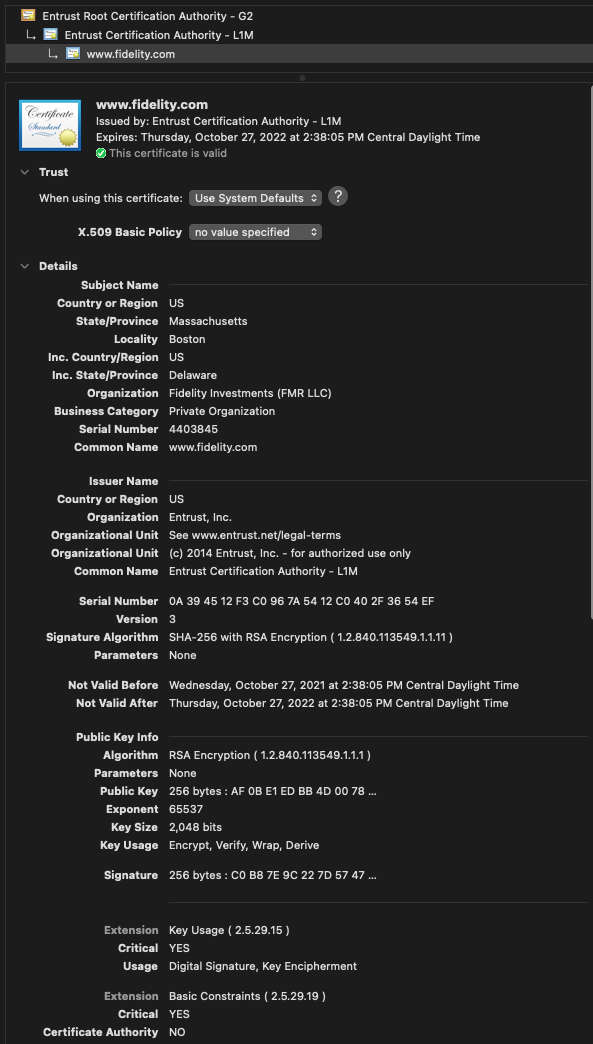 Entrust Root Certification Authority - G2
Entrust Certification Authority - L1M
www.fidelity.com
Certificate
Standard
www.fidelity.com
Issued by: Entrust Certification Authority - L1M
Expires: Thursday, October 27, 2022 at 2:38:05 PM Central Daylight Time
This certificate is valid
Trust
When using this certificate: Use System Defaults ?
X.509 Basic Policy no value specified
Details
Subject Name
Country or Region US
State/Province Massachusetts
Locality Boston
Inc. Country/Region US
Inc. State/Province Delaware
Organization Fidelity Investments (FMR LLC)
Business Category Private Organization
Serial Number 4403845
Common Name www.fidelity.com
Issuer Name
Country or Region US
Organization Entrust, Inc.
Organizational Unit See www.entrust.net/legal-terms
Organizational Unit (c) 2014 Entrust, Inc. - for authorized use only
Common Name Entrust Certification Authority - L1M
Serial Number 0A 39 45 12 F3 C0 96 7A 54 12 C0 40 2F 36 54 EF
Version 3
Signature Algorithm SHA-256 with RSA Encryption ( 1.2.840.113549.1.1.11 )
Parameters None
Not Valid Before Wednesday, October 27, 2021 at 2:38:05 PM Central Daylight Time
Not Valid After Thursday, October 27, 2022 at 2:38:05 PM Central Daylight Time
Public Key Info
Algorithm RSA Encryption ( 1.2.840.113549.1.1.1 )
Parameters None
Public Key 256 bytes : AF 0B E1 ED BB 4D 00 78 ...
Exponent 65537
Key Size 2,048 bits
Key Usage Encrypt, Verify, Wrap, Derive
Signature 256 bytes : C0 B8 7E 9C 22 7D 57 47 ...
Extension Key Usage ( 2.5.29.15 )
Critical YES
Usage Digital Signature, Key Encipherment
Extension Basic Constraints ( 2.5.29.19 )
Critical YES
Certificate Authority NO